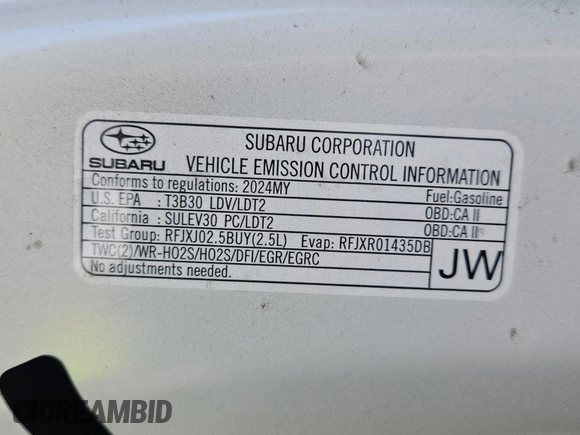 SUBARU
SUBARU CORPORATION
VEHICLE EMISSION CONTROL INFORMATION
Conforms to regulations: 2024MY Fuel:Gasoline
U.S. EPA : T3B30 LDV/LDT2 OBD:CA II
California : SULEV30 PC/LDT2 OBD:CA II
Test Group: RFJXJ02.5BUY(2.5L) Evap: RFJXR01435DB
TWC(2)/WR-HO2S/HO2S/DFI/EGR/EGRC
No adjustments needed.
JW
DREAMBID